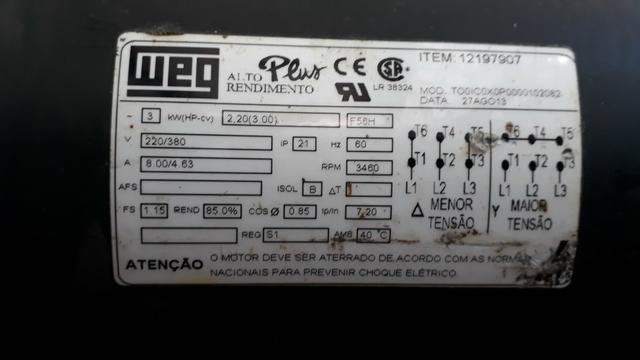 WEG ALTO RENDIMENTO Plus CE UR SA ITEM: 12197907
LR 38324 MOD. TO0IC0X0P0000102082
DATA 27AGO13
~ 3 kW(HP-cv) 2,20(3.00) F56H
V 220/380 IP 21 Hz 60
A 8.00/4.63 RPM 3460
AFS ISOL B ΔT
FS 1.15 REND 85.0% COS Ø 0.85 Ip/In 7.20
REG S1 AMB 40 °C
T6 T4 T5 T6 T4 T5
T1 T2 T3 T1 T2 T3
L1 L2 L3 L1 L2 L3
Δ MENOR TENSÃO Y MAIOR TENSÃO
ATENÇÃO O MOTOR DEVE SER ATERRADO DE ACORDO COM AS NORMAS
NACIONAIS PARA PREVENIR CHOQUE ELÉTRICO.